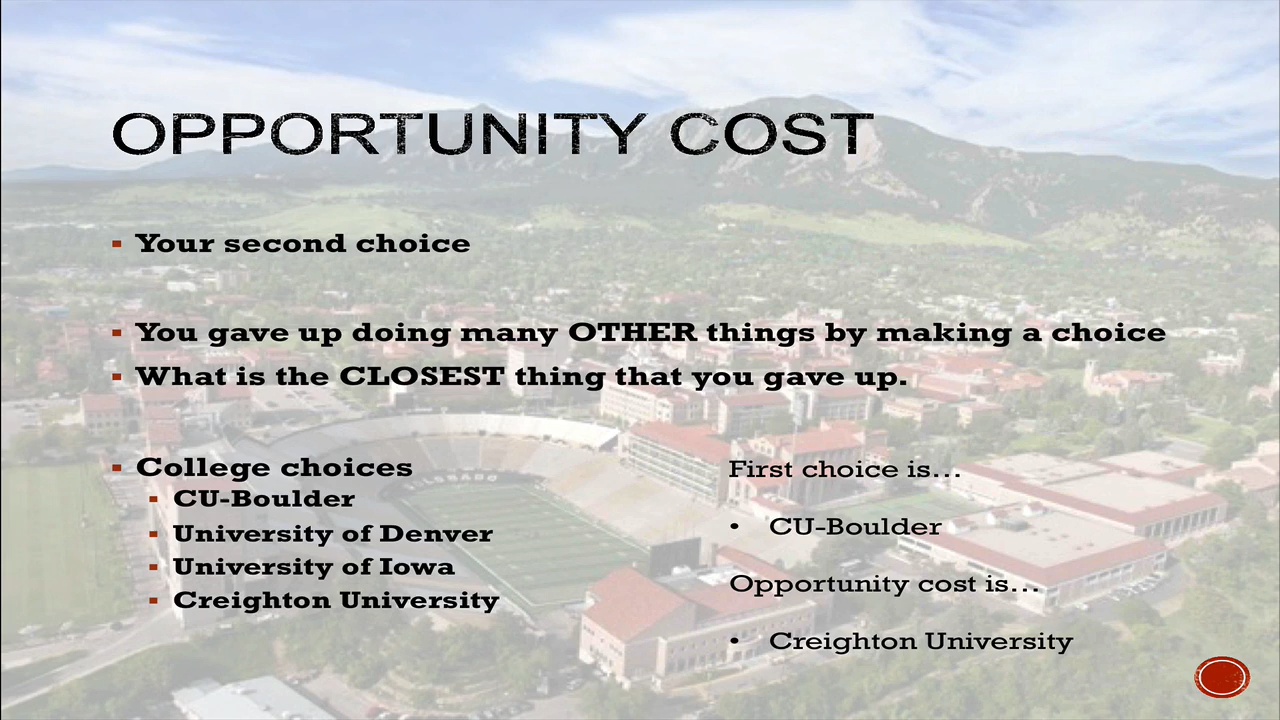 OPPORTUNITY COST
Your second choice
You gave up doing many OTHER things by making a choice
What is the CLOSEST thing that you gave up.
College choices
CU-Boulder
University of Denver
University of Iowa
Creighton University
First choice is...
• CU-Boulder
Opportunity cost is...
• Creighton University